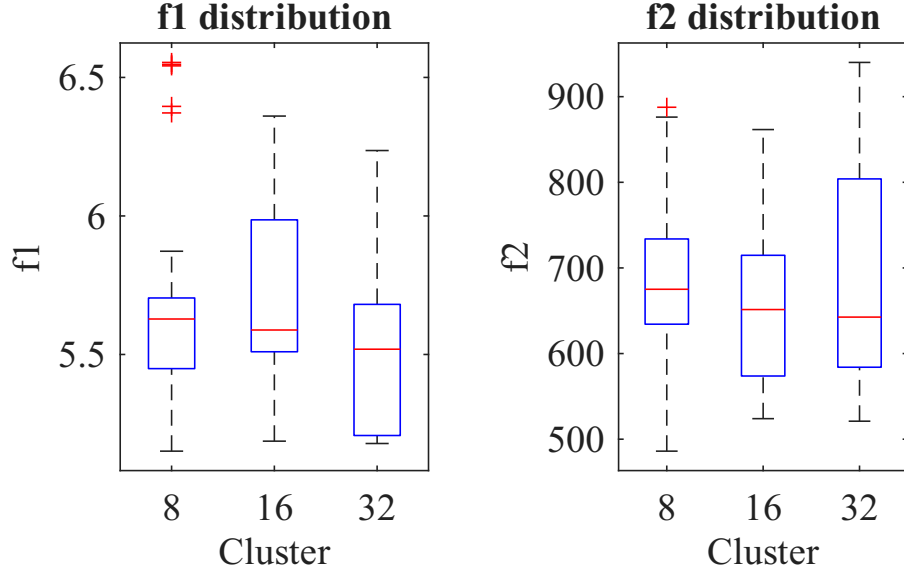 f1 distribution
f1
6.5
6
5.5
8 16 32
Cluster
f2 distribution
f2
900
800
700
600
500
8 16 32
Cluster